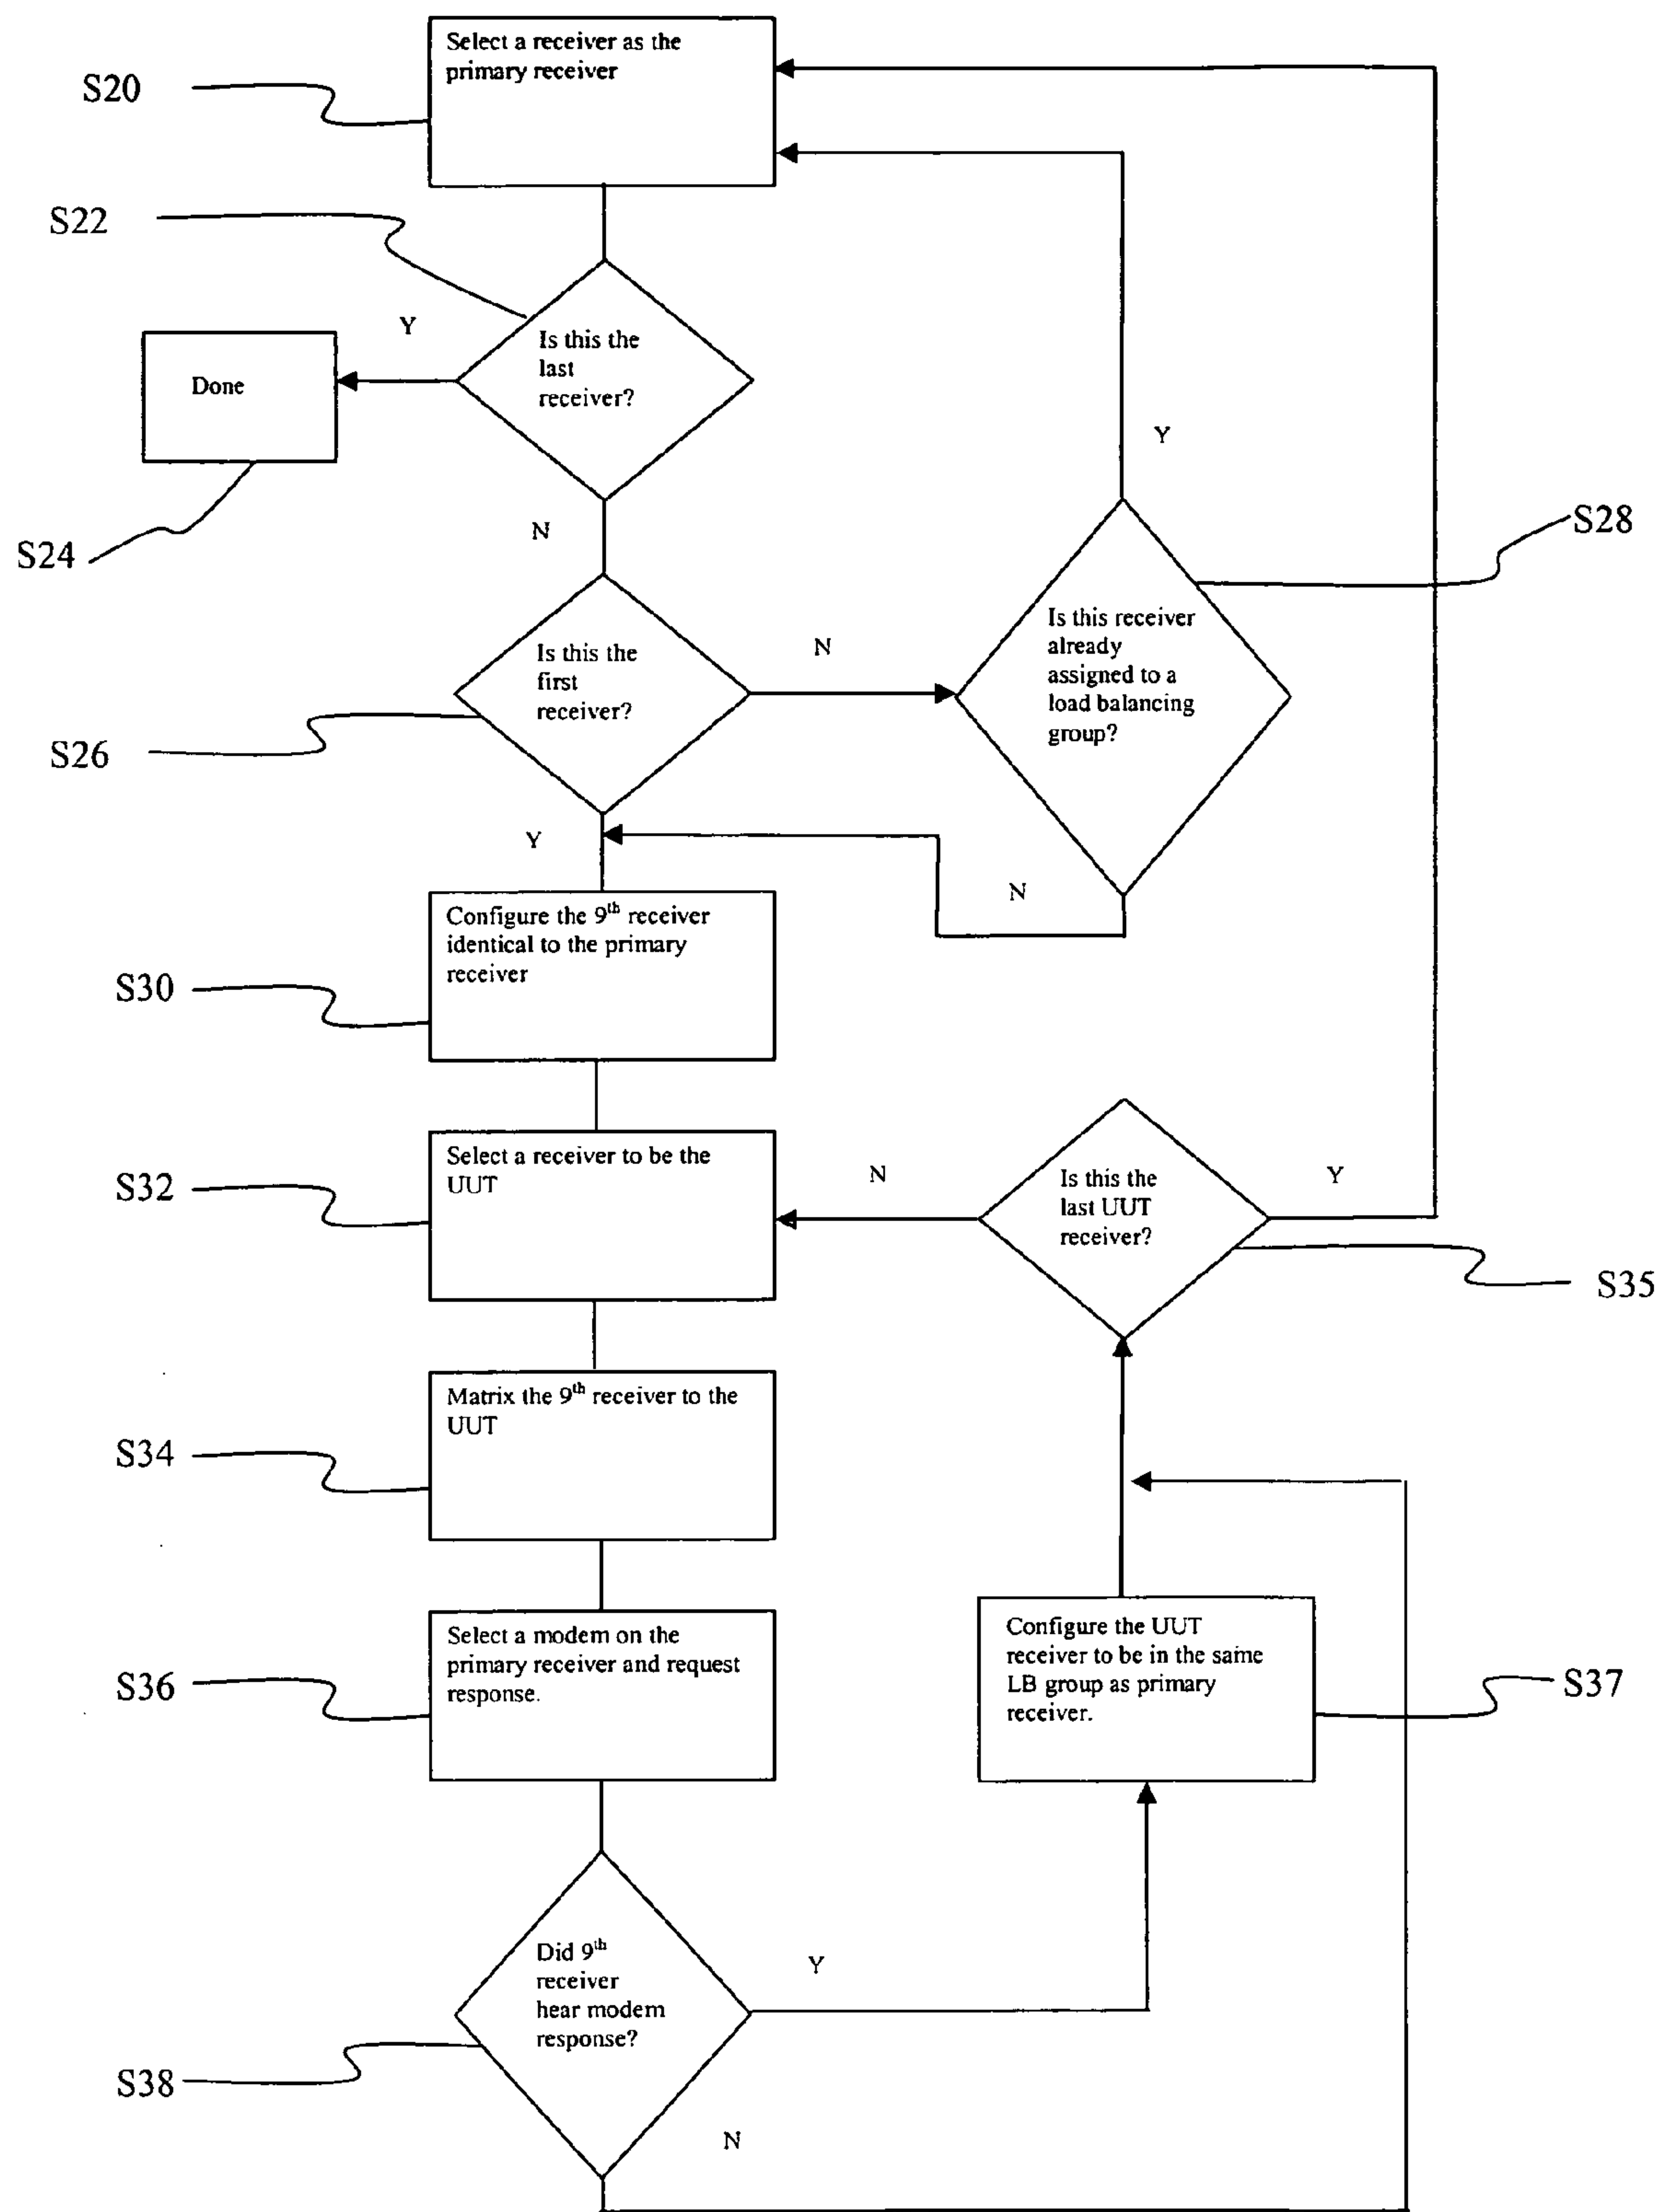 Select a receiver as the
primary receiver
S20
S22
Y
Is this the
last
receiver?
Done
Y
N
S24
S28
Is this receiver
already
assigned to a
load balancing
group?
Is this the
first
receiver?
N
S26
Y
N
Configure the 9th receiver
identical to the primary
receiver
S30
Select a receiver to be the
UUT
S32
N
Is this the
last UUT
receiver?
Y
S35
Matrix the 9th receiver to the
UUT
S34
Select a modem on the
primary receiver and request
response.
S36
Configure the UUT
receiver to be in the same
LB group as primary
receiver.
S37
Did 9th
receiver
hear modem
response?
Y
S38
N